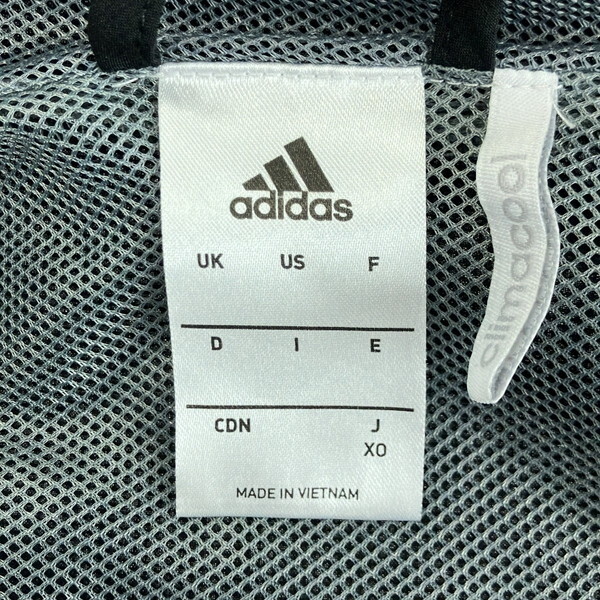 adidas
UK US F
D I E
CDN J
XO
MADE IN VIETNAM
climacool